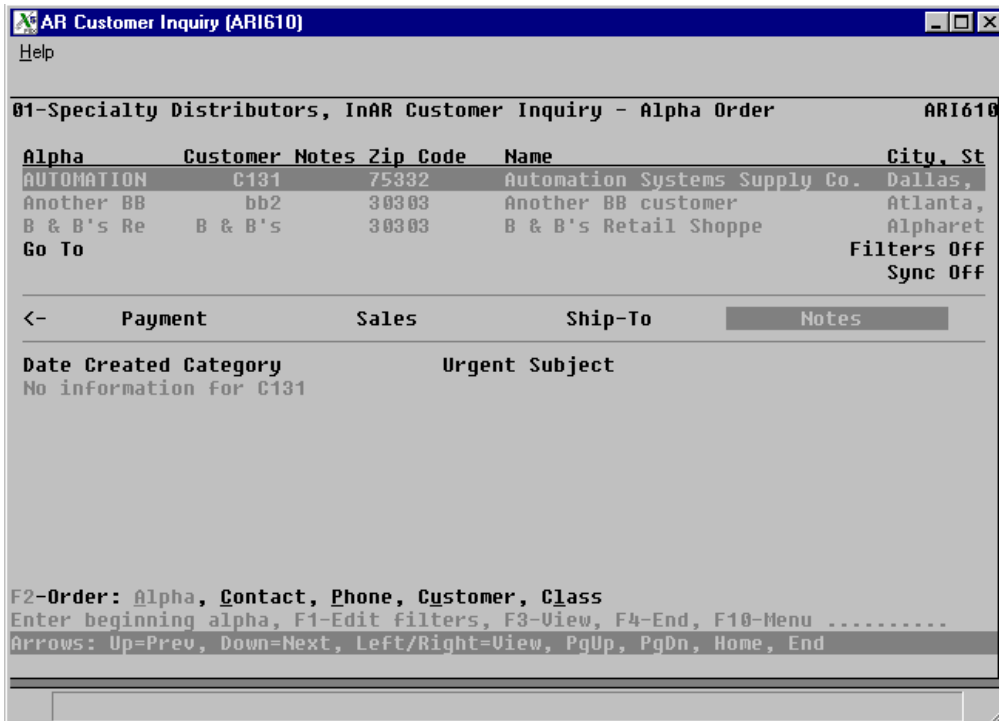 AR Customer Inquiry (ARI610)
Help
01-Specialty Distributors, InAR Customer Inquiry - Alpha Order ARI610
Alpha Customer Notes Zip Code Name City, St
AUTOMATION C131 75332 Automation Systems Supply Co. Dallas,
Another BB bb2 30303 Another BB customer Atlanta,
B & B's Re B & B's 30303 B & B's Retail Shoppe Alpharet
Go To Filters Off
Sync Off
<- Payment Sales Ship-To Notes
Date Created Category Urgent Subject
No information for C131
F2-Order: Alpha, Contact, Phone, Customer, Class
Enter beginning alpha, F1-Edit filters, F3-View, F4-End, F10-Menu ..........
Arrows: Up=Prev, Down=Next, Left/Right=View, PgUp, PgDn, Home, End